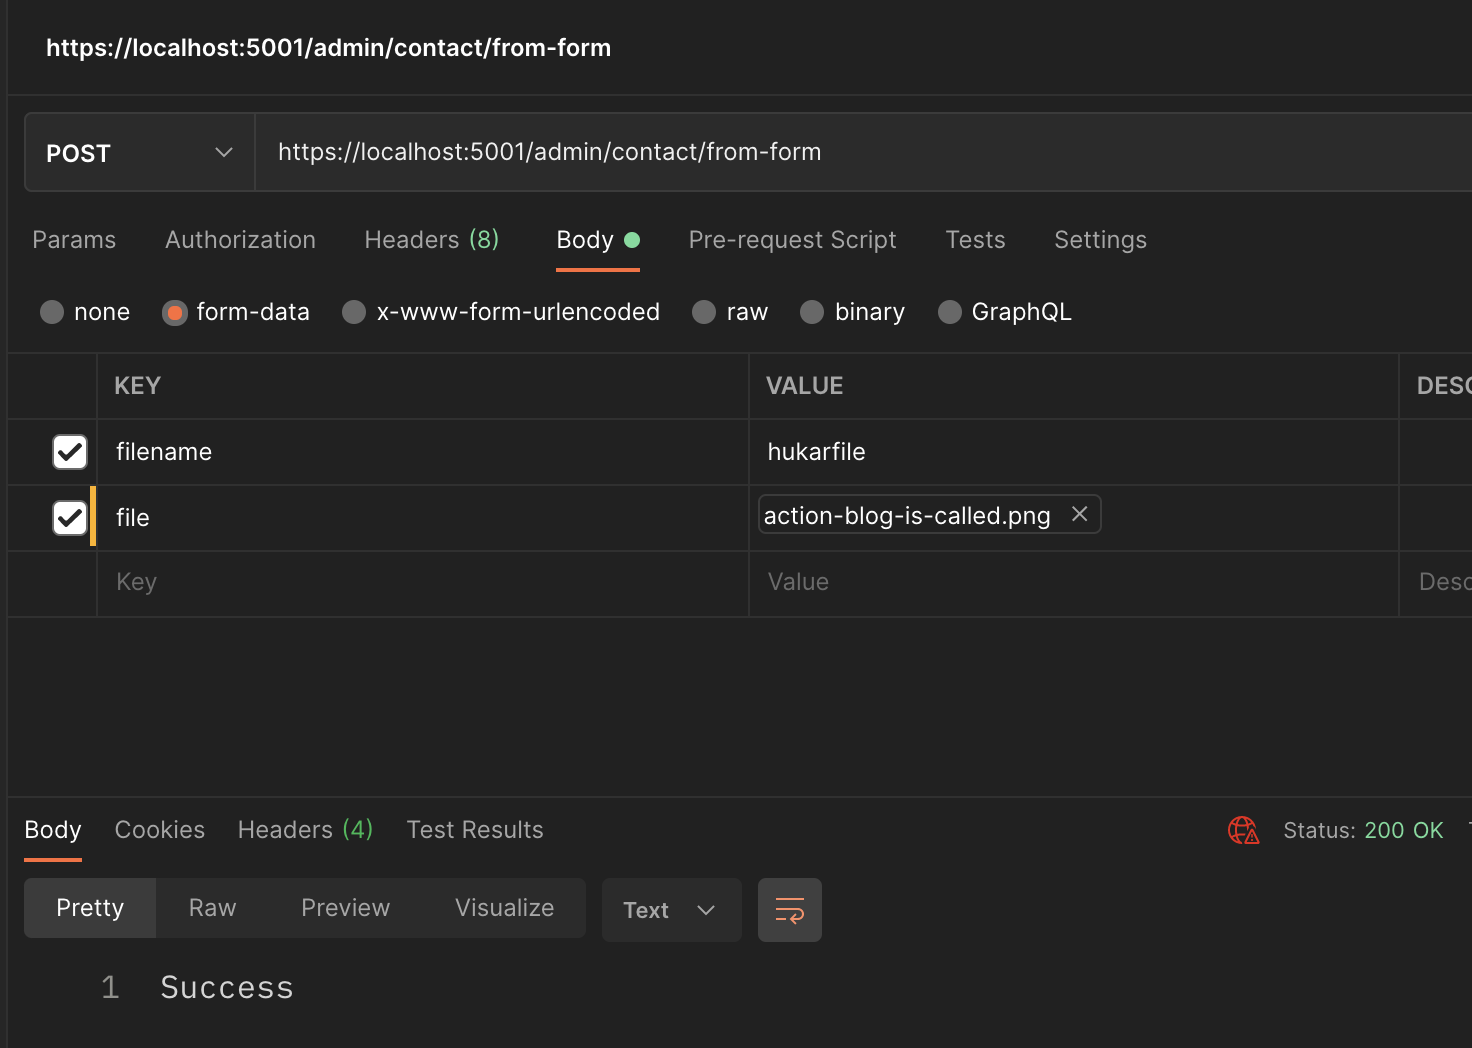 https://localhost:5001/admin/contact/from-form
POST https://localhost:5001/admin/contact/from-form
Params Authorization Headers (8) Body Pre-request Script Tests Settings
none form-data x-www-form-urlencoded raw binary GraphQL
KEY VALUE DESC
filename hukarfile
file action-blog-is-called.png
Key Value Desc
Body Cookies Headers (4) Test Results Status: 200 OK
Pretty Raw Preview Visualize Text
1 Success